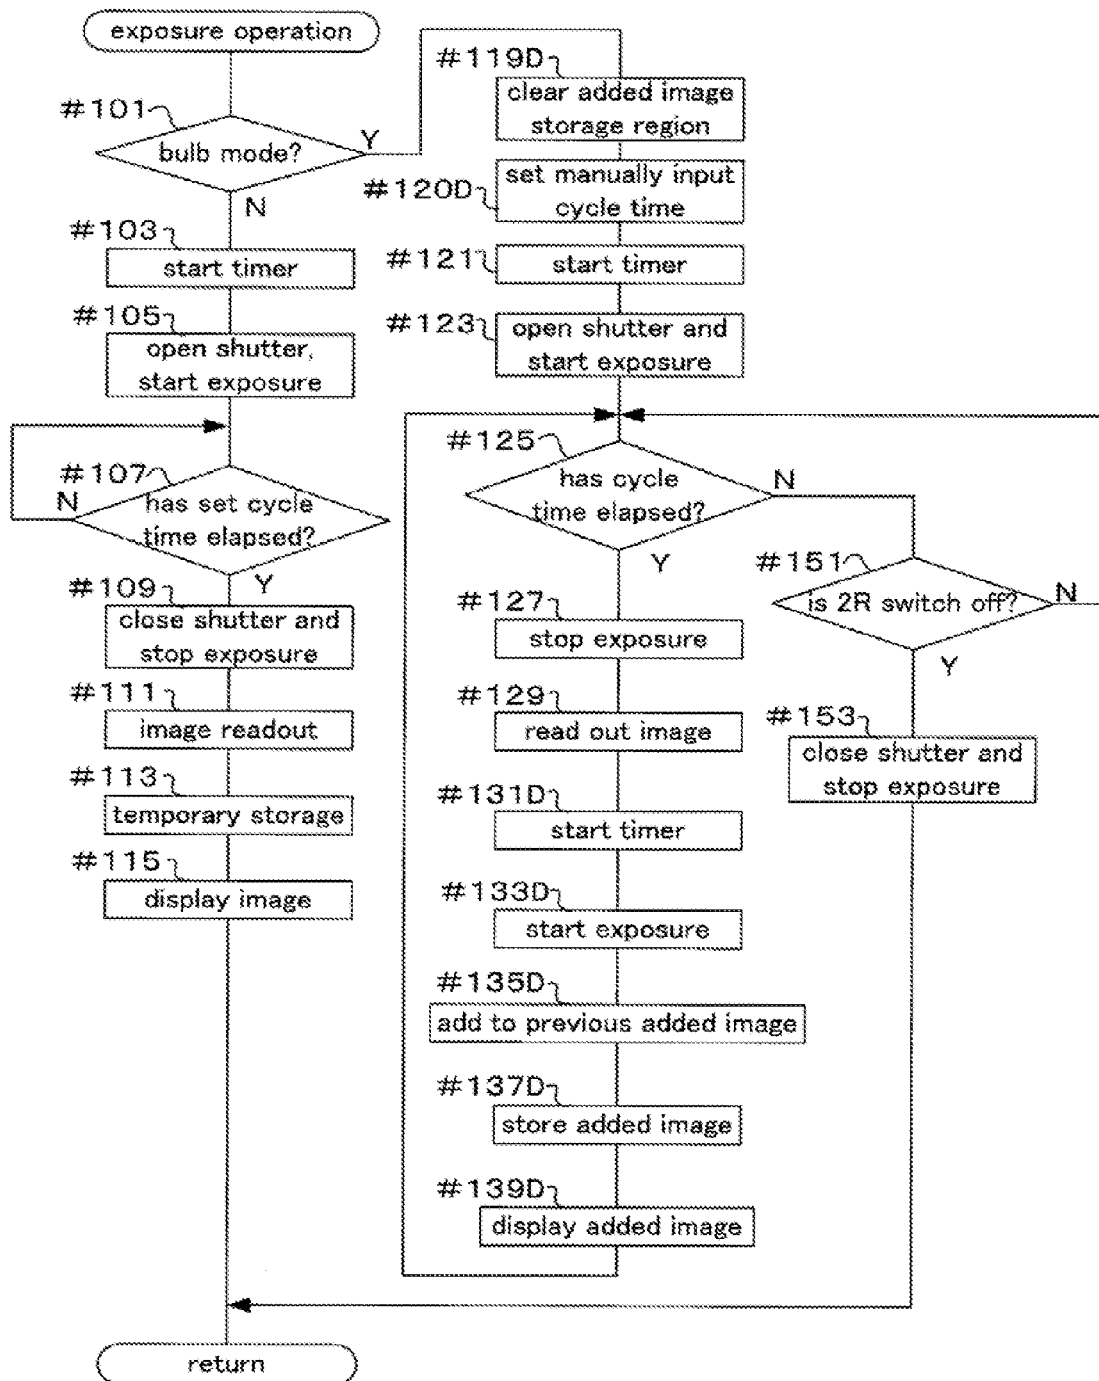 exposure operation
#101
bulb mode?
Y
N
#103
start timer
#105
open shutter,
start exposure
#107
N
has set cycle
time elapsed?
Y
#109
close shutter and
stop exposure
#111
image readout
#113
temporary storage
#115
display image
#119D
clear added image
storage region
#120D
set manually input
cycle time
#121
start timer
#123
open shutter and
start exposure
#125
has cycle
time elapsed?
N
Y
#127
stop exposure
#129
read out image
#131D
start timer
#133D
start exposure
#135D
add to previous added image
#137D
store added image
#139D
display added image
#151
is 2R switch off?
N
Y
#153
close shutter and
stop exposure
return